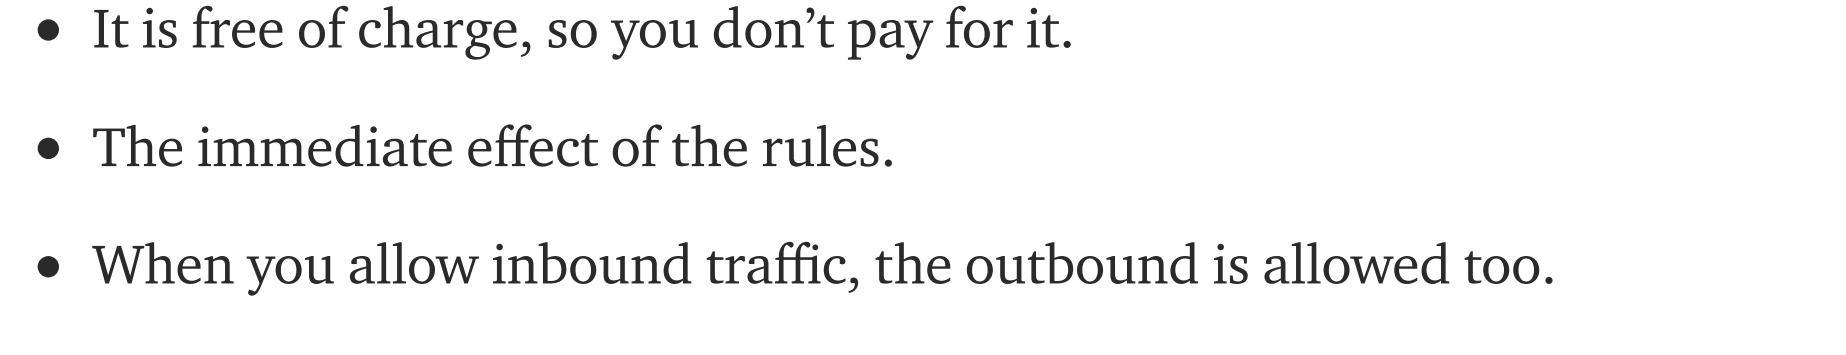 • It is free of charge, so you don’t pay for it.
• The immediate effect of the rules.
• When you allow inbound traffic, the outbound is allowed too.